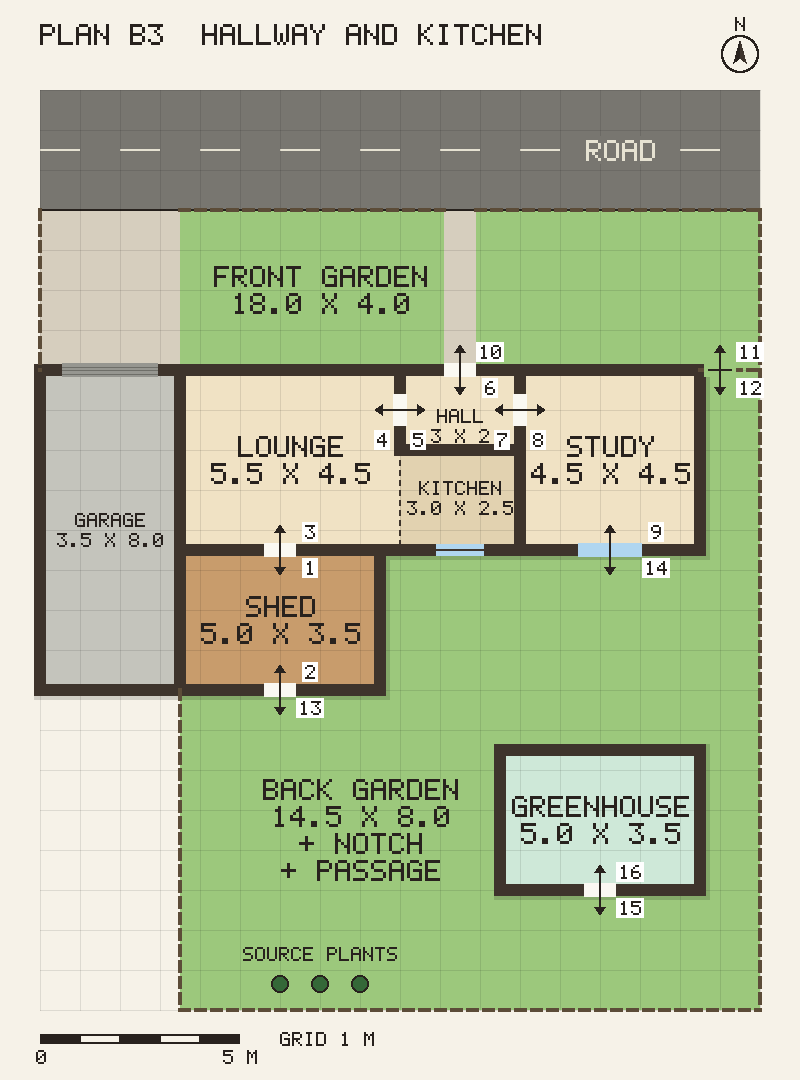 PLAN B3 HALLWAY AND KITCHEN
N
ROAD
FRONT GARDEN
18.0 X 4.0
10
11
6
12
HALL
3 X 2
4
5
7
8
LOUNGE
5.5 X 4.5
STUDY
4.5 X 4.5
KITCHEN
3.0 X 2.5
GARAGE
3.5 X 8.0
3
9
1
14
SHED
5.0 X 3.5
2
13
BACK GARDEN
14.5 X 8.0
+ NOTCH
+ PASSAGE
GREENHOUSE
5.0 X 3.5
16
15
SOURCE PLANTS
GRID 1 M
0
5 M